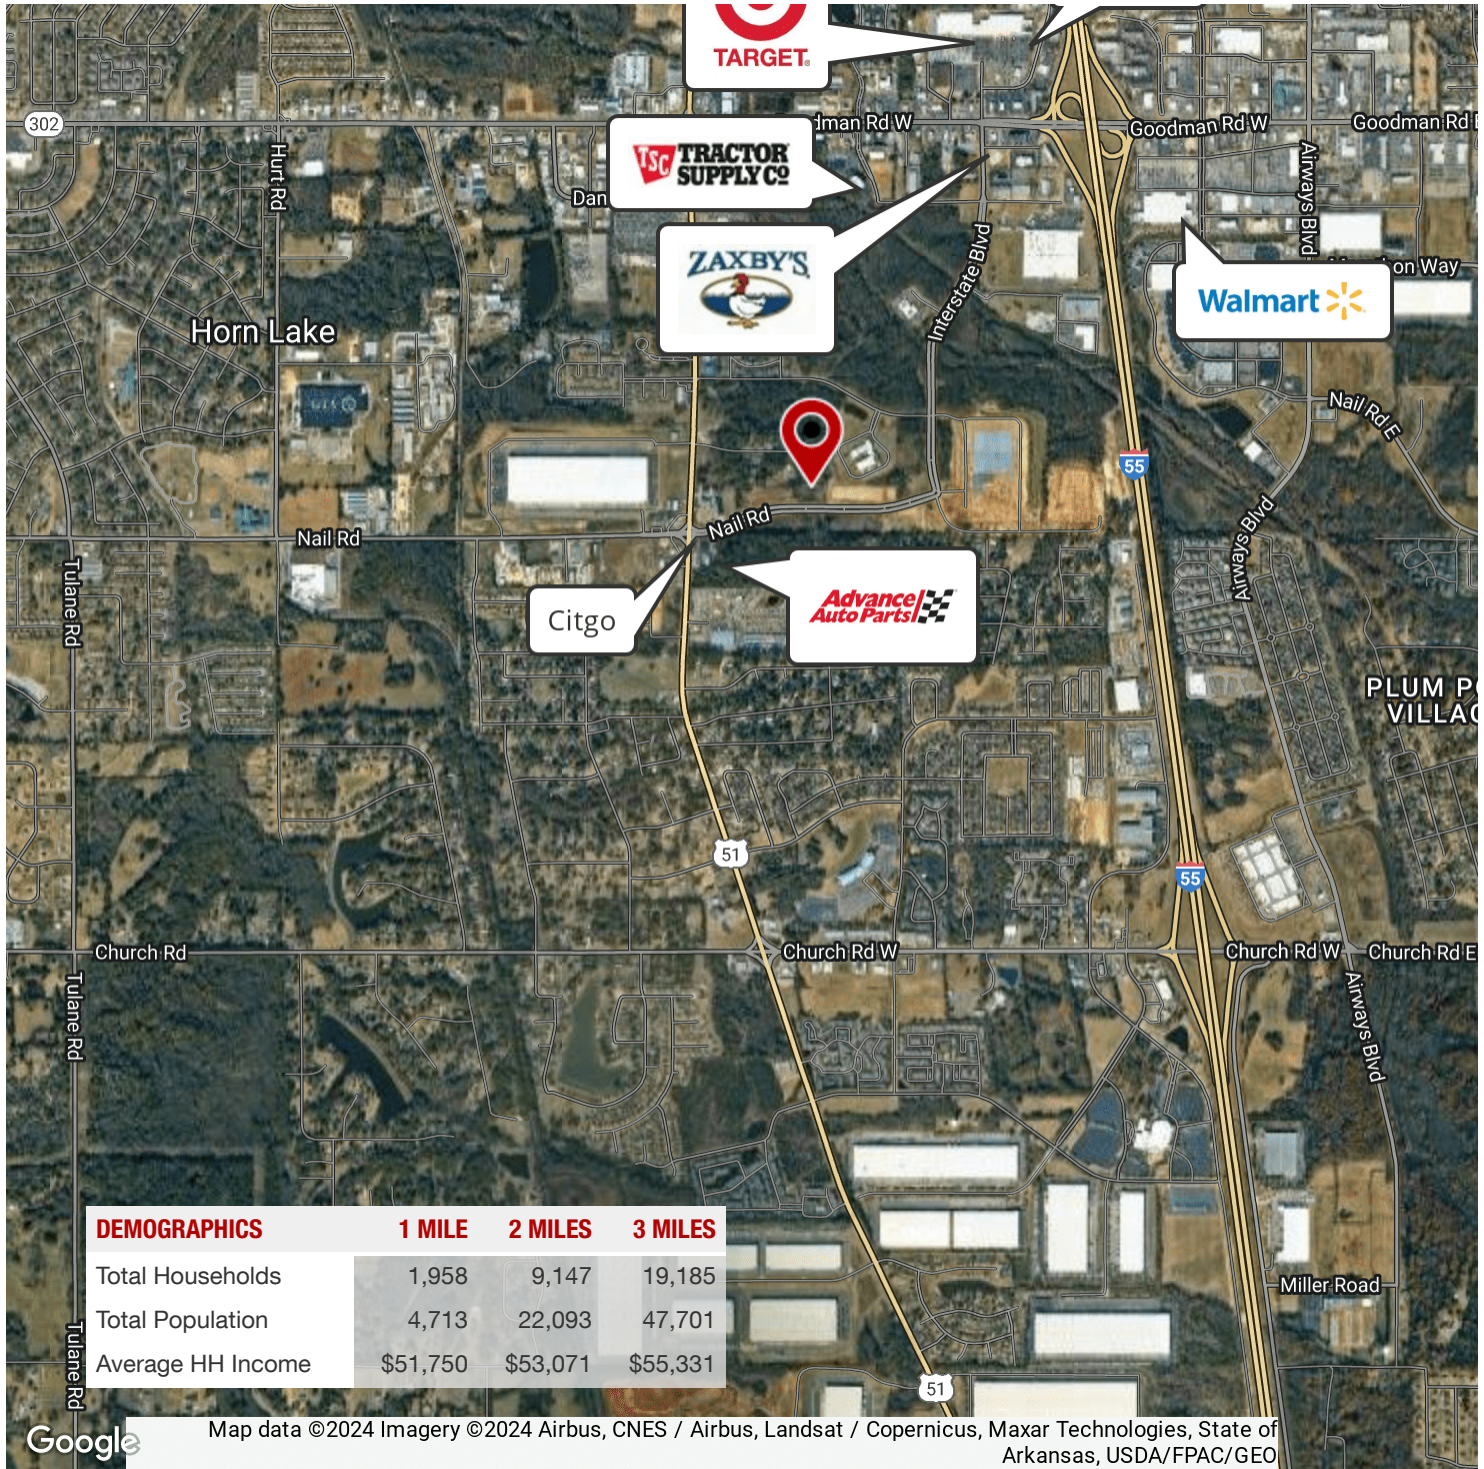 TARGET
302
dman Rd W
Goodman Rd W
Goodman Rd E
TSC TRACTOR
SUPPLY CO
Hurt Rd
Airways Blvd
Dan
ZAXBY'S
Interstate Blvd
on Way
Walmart
Horn Lake
Nail Rd E
55
Nail Rd
Nail Rd
Airways Blvd
Tulane Rd
Citgo
Advance
Auto Parts
PLUM PO
VILLAG
51
55
Church Rd
Church Rd W
Church Rd W
Church Rd E
Tulane Rd
Airways Blvd
DEMOGRAPHICS 1 MILE 2 MILES 3 MILES
Total Households 1,958 9,147 19,185
Total Population 4,713 22,093 47,701
Average HH Income $51,750 $53,071 $55,331
Miller Road
Tulane Rd
51
Google
Map data ©2024 Imagery ©2024 Airbus, CNES / Airbus, Landsat / Copernicus, Maxar Technologies, State of
Arkansas, USDA/FPAC/GEO